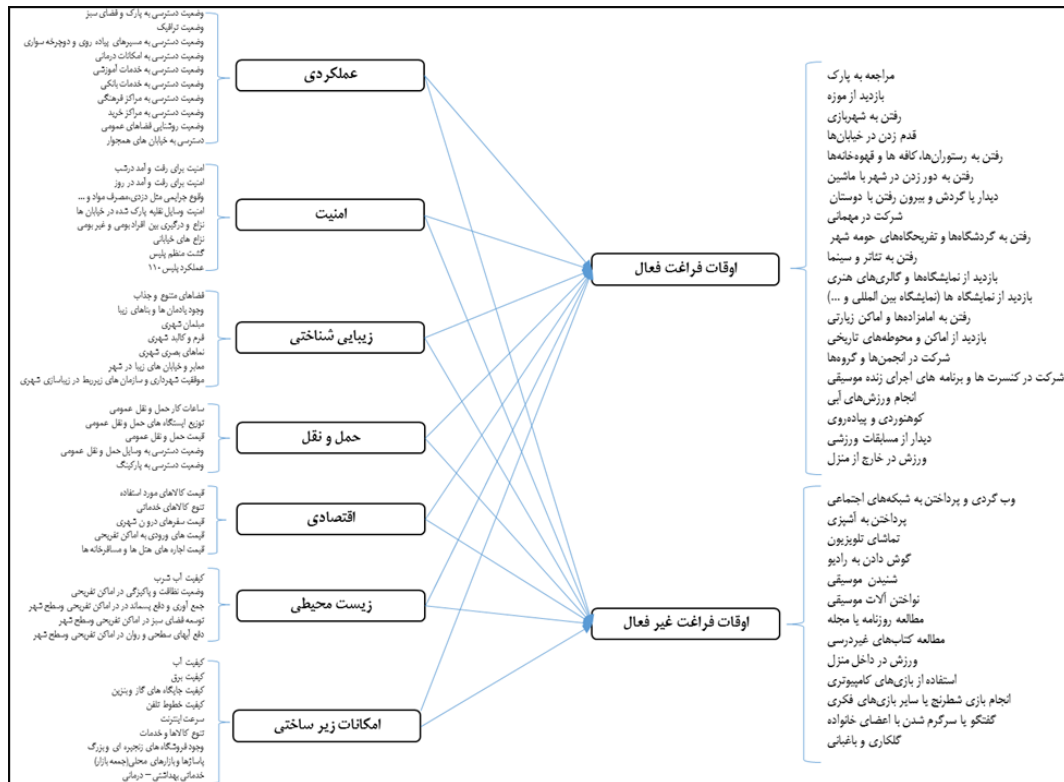 مراجعه به پارک
بازدید از موزه
رفتن به شهربازی
قدم زدن در خیابان‌ها
رفتن به رستوران‌ها، کافه ها و قهوه‌خانه‌ها
رفتن به دور زدن در شهر با ماشین
دیدار یا گردش و بیرون رفتن با دوستان
شرکت در مهمانی
رفتن به گردشگاه‌ها و تفریحگاه‌های حومه شهر
رفتن به تئاتر و سینما
بازدید از نمایشگاه‌ها و گالری‌های هنری
بازدید از نمایشگاه ها (نمایشگاه بین المللی و ...)
رفتن به امامزاده‌ها و اماکن زیارتی
بازدید از اماکن و محوطه‌های تاریخی
شرکت در انجمن‌ها و گروه‌ها
شرکت در کنسرت ها و برنامه های اجرای زنده موسیقی
انجام ورزش‌های آبی
کوهنوردی و پیاده‌روی
دیدار از مسابقات ورزشی
ورزش در خارج از منزل
وب گردی و پرداختن به شبکه‌های اجتماعی
پرداختن به آشپزی
تماشای تلویزیون
گوش دادن به رادیو
شنیدن موسیقی
نواختن آلات موسیقی
مطالعه روزنامه یا مجله
مطالعه کتاب‌های غیردرسی
ورزش در داخل منزل
استفاده از بازی‌های کامپیوتری
انجام بازی شطرنج یا سایر بازی‌های فکری
گفتگو یا سرگرم شدن با اعضای خانواده
گلکاری و باغبانی
اوقات فراغت فعال
اوقات فراغت غیر فعال
عملکردی
وضعیت دسترسی به پارک و فضای سبز
وضعیت ترافیک
وضعیت دسترسی به مسیرهای پیاده روی و دوچرخه سواری
وضعیت دسترسی به امکانات درمانی
وضعیت دسترسی به خدمات آموزشی
وضعیت دسترسی به خدمات بانکی
وضعیت دسترسی به مراکز فرهنگی
وضعیت دسترسی به مراکز خرید
وضعیت روشنایی فضاهای عمومی
دسترسی به خیابان های همجوار
امنیت
امنیت برای رفت و آمد درشب
امنیت برای رفت و آمد در روز
وقوع جرایمی مثل دزدی،مصرف مواد و ...
امنیت وسایل نقلیه پارک شده در خیابان ها
نزاع و درگیری بین افراد بومی و غیر بومی
نزاع های خیابانی
گشت منظم پلیس
عملکرد پلیس ۱۱۰
زیبایی شناختی
فضاهای متنوع و جذاب
وجود یادمان ها و بناهای زیبا
مبلمان شهری
فرم و کالبد شهری
نماهای بصری شهری
معابر و خیابان های زیبا در شهر
موفقیت شهرداری و سازمان های زیربط در زیباسازی شهری
حمل و نقل
ساعات کار حمل و نقل عمومی
توزیع ایستگاه های حمل ونقل عمومی
قیمت حمل و نقل عمومی
وضعیت دسترسی به وسایل حمل و نقل عمومی
وضعیت دسترسی به پارکینگ
اقتصادی
قیمت کالاهای مورد استفاده
تنوع کالاهای خدماتی
قیمت سفرهای درون شهری
قیمت های ورودی به اماکن تفریحی
قیمت اجاره های هتل ها و مسافرخانه ها
زیست محیطی
کیفیت آب شرب
وضعیت نظافت و پاکیزگی در اماکن تفریحی
جمع آوری و دفع پسماند در در اماکن تفریحی وسطح شهر
توسعه فضای سبز در اماکن تفریحی وسطح شهر
دفع آبهای سطحی و روان در اماکن تفریحی وسطح شهر
امکانات زیر ساختی
کیفیت آب
کیفیت برق
کیفیت جایگاه های گاز وبنزین
کیفیت خطوط تلفن
سرعت اینترنت
تنوع کالاها و خدمات
وجود فروشگاه های زنجیره ای و بزرگ
پاساژها وبازارهای محلی(جمعه بازار)
خدماتی بهداشتی – درمانی